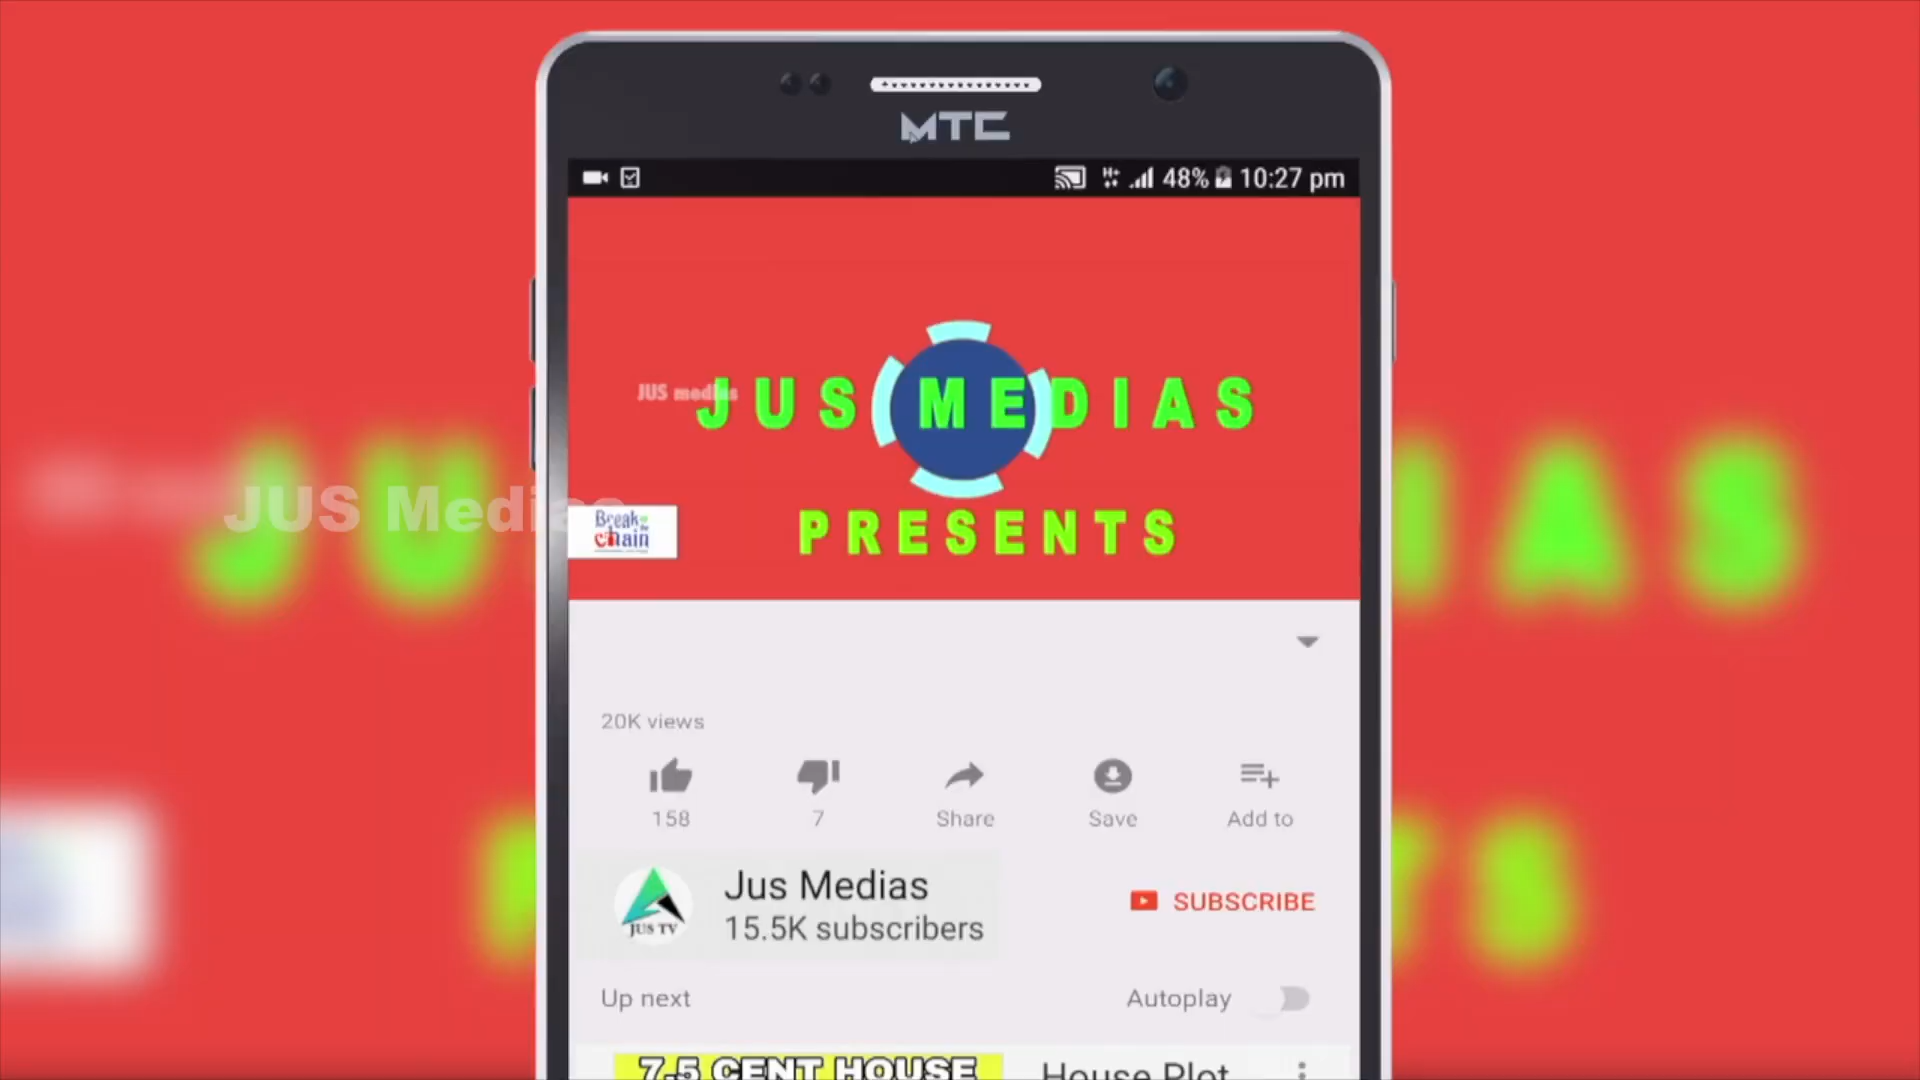 MTC
48% 10:27 pm
JUS medias
JUS MEDIAS
JUS Medias
Break the
chain
PRESENTS
20K views
158 7 Share Save Add to
Jus Medias
15.5K subscribers
JUS TV
SUBSCRIBE
Up next Autoplay
7.5 CENT HOUSE
House Plot